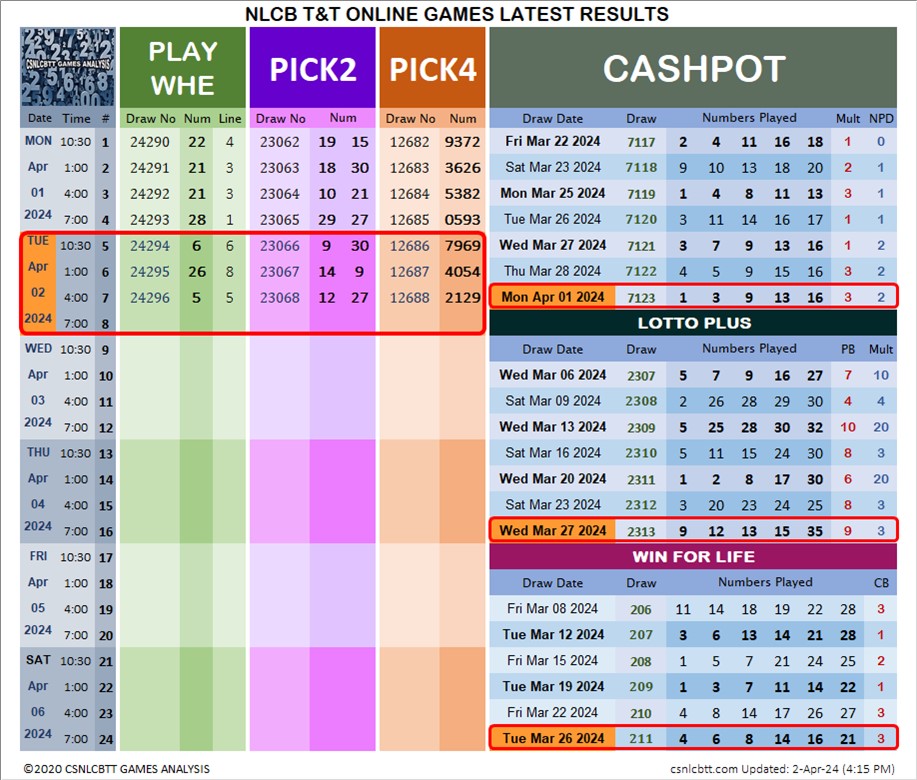 NLCB T&T ONLINE GAMES LATEST RESULTS
CSNLCBTT GAMES ANALYSIS
PLAY WHE
PICK2
PICK4
Date Time # Draw No Num Line Draw No Num Draw No Num
MON 10:30 1 24290 22 4 23062 19 15 12682 9372
Apr 1:00 2 24291 21 3 23063 18 30 12683 3626
01 4:00 3 24292 21 3 23064 10 21 12684 5382
2024 7:00 4 24293 28 1 23065 29 27 12685 0593
TUE 10:30 5 24294 6 6 23066 9 30 12686 7969
Apr 1:00 6 24295 26 8 23067 14 9 12687 4054
02 4:00 7 24296 5 5 23068 12 27 12688 2129
2024 7:00 8
WED 10:30 9
Apr 1:00 10
03 4:00 11
2024 7:00 12
THU 10:30 13
Apr 1:00 14
04 4:00 15
2024 7:00 16
FRI 10:30 17
Apr 1:00 18
05 4:00 19
2024 7:00 20
SAT 10:30 21
Apr 1:00 22
06 4:00 23
2024 7:00 24
CASHPOT
Draw Date Draw Numbers Played Mult NPD
Fri Mar 22 2024 7117 2 4 11 16 18 1 0
Sat Mar 23 2024 7118 9 10 13 18 20 2 1
Mon Mar 25 2024 7119 1 4 8 11 13 3 1
Tue Mar 26 2024 7120 3 11 14 16 17 1 1
Wed Mar 27 2024 7121 3 7 9 13 16 1 2
Thu Mar 28 2024 7122 4 5 9 15 16 3 2
Mon Apr 01 2024 7123 1 3 9 13 16 3 2
LOTTO PLUS
Draw Date Draw Numbers Played PB Mult
Wed Mar 06 2024 2307 5 7 9 16 27 7 10
Sat Mar 09 2024 2308 2 26 28 29 30 4 4
Wed Mar 13 2024 2309 5 25 28 30 32 10 20
Sat Mar 16 2024 2310 5 11 15 24 30 8 3
Wed Mar 20 2024 2311 1 2 8 17 30 6 20
Sat Mar 23 2024 2312 3 20 23 24 25 8 3
Wed Mar 27 2024 2313 9 12 13 15 35 9 3
WIN FOR LIFE
Draw Date Draw Numbers Played CB
Fri Mar 08 2024 206 11 14 18 19 22 28 3
Tue Mar 12 2024 207 3 6 13 14 21 28 1
Fri Mar 15 2024 208 1 5 7 21 24 25 2
Tue Mar 19 2024 209 1 3 7 11 14 22 1
Fri Mar 22 2024 210 4 8 14 17 26 27 3
Tue Mar 26 2024 211 4 6 8 14 16 21 3
©2020 CSNLCBTT GAMES ANALYSIS
csnlcbtt.com Updated: 2-Apr-24 (4:15 PM)